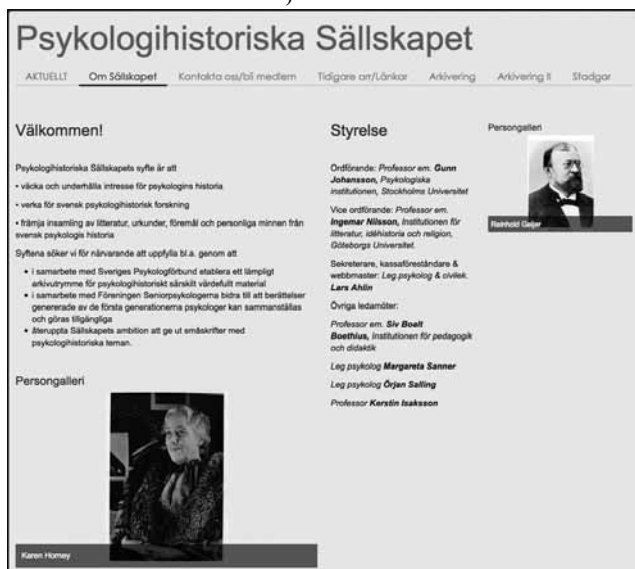 Psykologihistoriska Sällskapet
AKTUELLT Om Sällskapet Kontakta oss/bli medlem Tidigare arr/Länkar Arkivering Arkivering II Stadgar
Välkommen!
Psykologihistoriska Sällskapets syfte är att
• väcka och underhålla intresse för psykologins historia
• verka för svensk psykologihistorisk forskning
• främja insamling av litteratur, urkunder, föremål och personliga minnen från
svensk psykologis historia
Syftena söker vi för närvarande att uppfylla bl.a. genom att
• i samarbete med Sveriges Psykologförbund etablera ett lämpligt
arkivutrymme för psykologihistoriskt särskilt värdefullt material
• i samarbete med Föreningen Seniorpsykologerna bidra till att berättelser
genererade av de första generationerna psykologer kan sammanställas
och göras tillgängliga
• återuppta Sällskapets ambition att ge ut småskrifter med
psykologihistoriska teman.
Persongalleri
Karen Horney
Styrelse
Ordförande: Professor em. Gunn
Johansson, Psykologiska
institutionen, Stockholms Universitet
Vice ordförande: Professor em.
Ingemar Nilsson, Institutionen för
litteratur, idéhistoria och religion,
Göteborgs Universitet.
Sekreterare, kassaföreståndare &
webbmaster: Leg.psykolog & civilek.
Lars Ahlin
Övriga ledamöter:
Professor em. Siv Boalt
Boethius, Institutionen för pedagogik
och didaktik
Leg psykolog Margareta Sanner
Leg psykolog Örjan Salling
Professor Kerstin Isaksson
Persongalleri
Reinhold Geijer